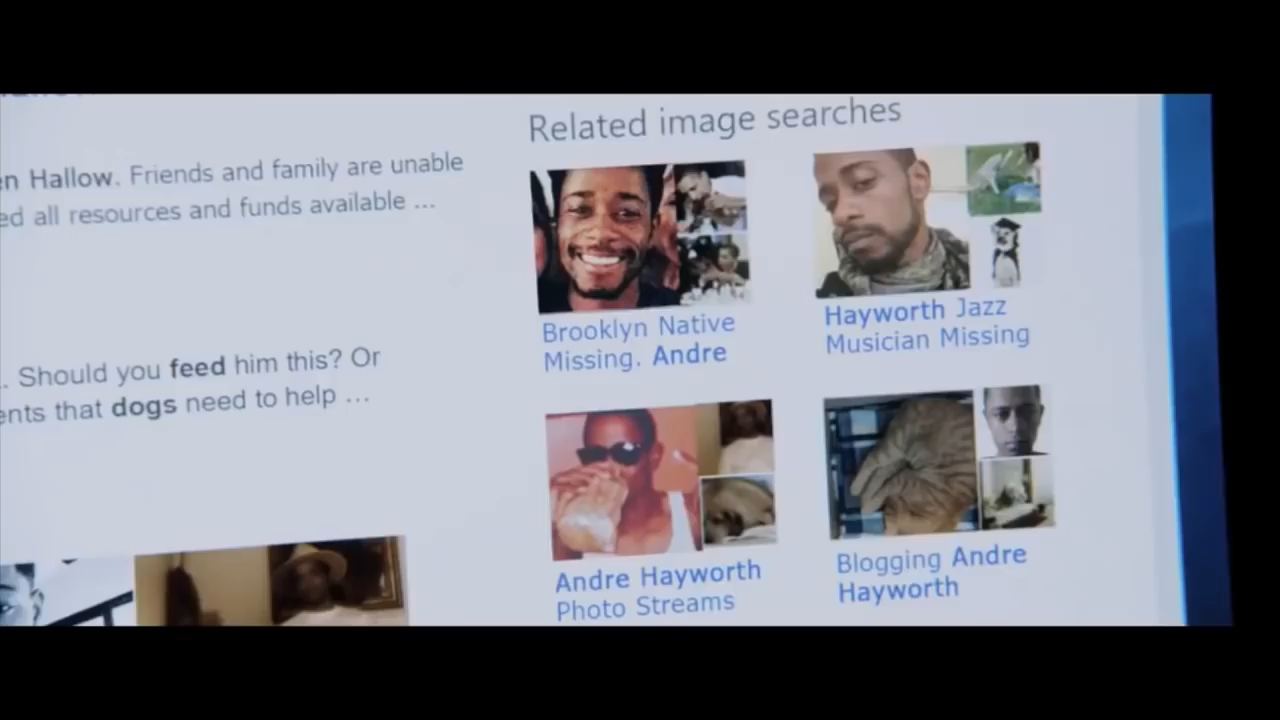 Related image searches
en Hallow. Friends and family are unable
ed all resources and funds available ...
Brooklyn Native
Missing. Andre
Hayworth Jazz
Musician Missing
. Should you feed him this? Or
ents that dogs need to help ...
Andre Hayworth
Photo Streams
Blogging Andre
Hayworth